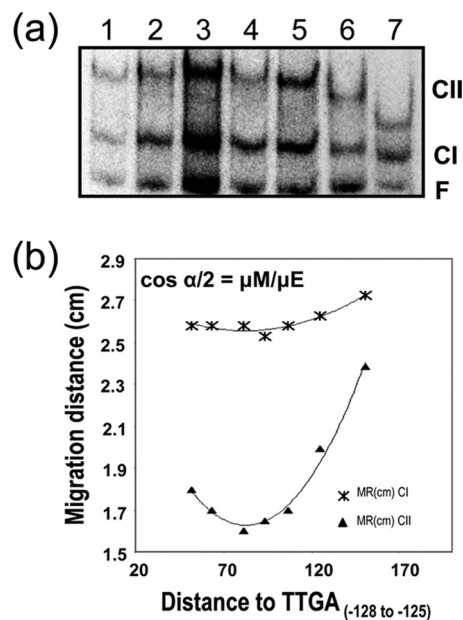 (a)
1 2 3 4 5 6 7
CII
CI
F
(b)
cos α/2 = µM/µE
Migration distance (cm)
2.9
2.7
2.5
2.3
2.1
1.9
1.7
1.5
MR(cm) CI
MR(cm) CII
20 70 120 170
Distance to TTGA (-128 to -125)